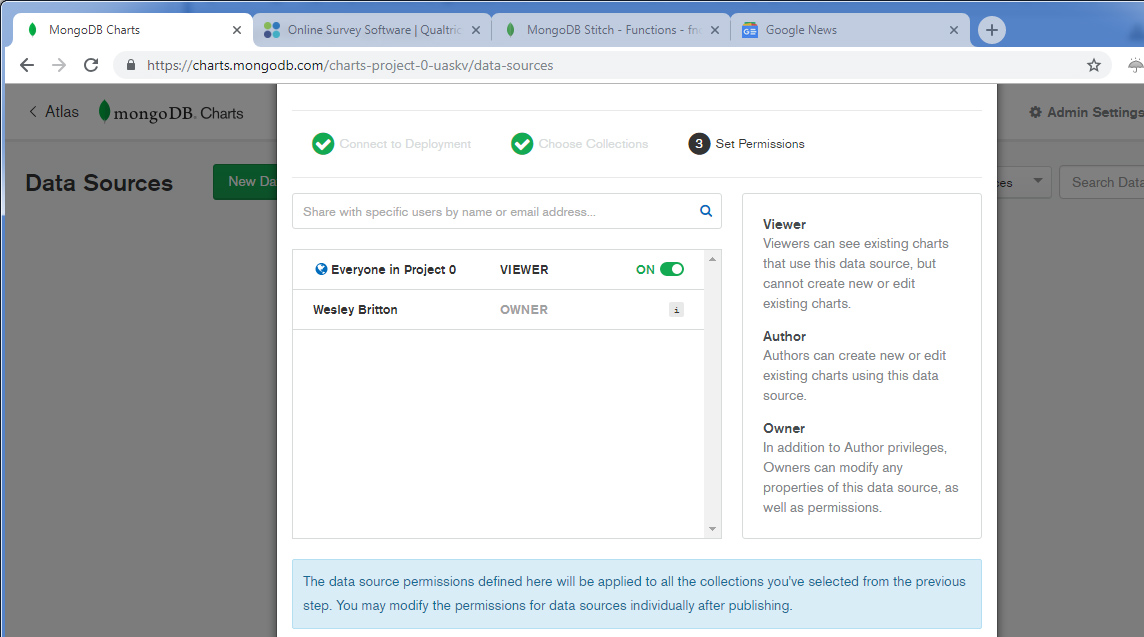 MongoDB Charts
Online Survey Software | Qualtric
MongoDB Stitch - Functions - fnc
Google News
https://charts.mongodb.com/charts-project-0-uaskv/data-sources
Atlas
mongoDB. Charts
Admin Settings
Connect to Deployment
Choose Collections
3 Set Permissions
Data Sources
New Da
ces
Search Data
Share with specific users by name or email address...
Everyone in Project 0 VIEWER ON
Wesley Britton OWNER i
Viewer
Viewers can see existing charts
that use this data source, but
cannot create new or edit
existing charts.
Author
Authors can create new or edit
existing charts using this data
source.
Owner
In addition to Author privileges,
Owners can modify any
properties of this data source, as
well as permissions.
The data source permissions defined here will be applied to all the collections you've selected from the previous
step. You may modify the permissions for data sources individually after publishing.